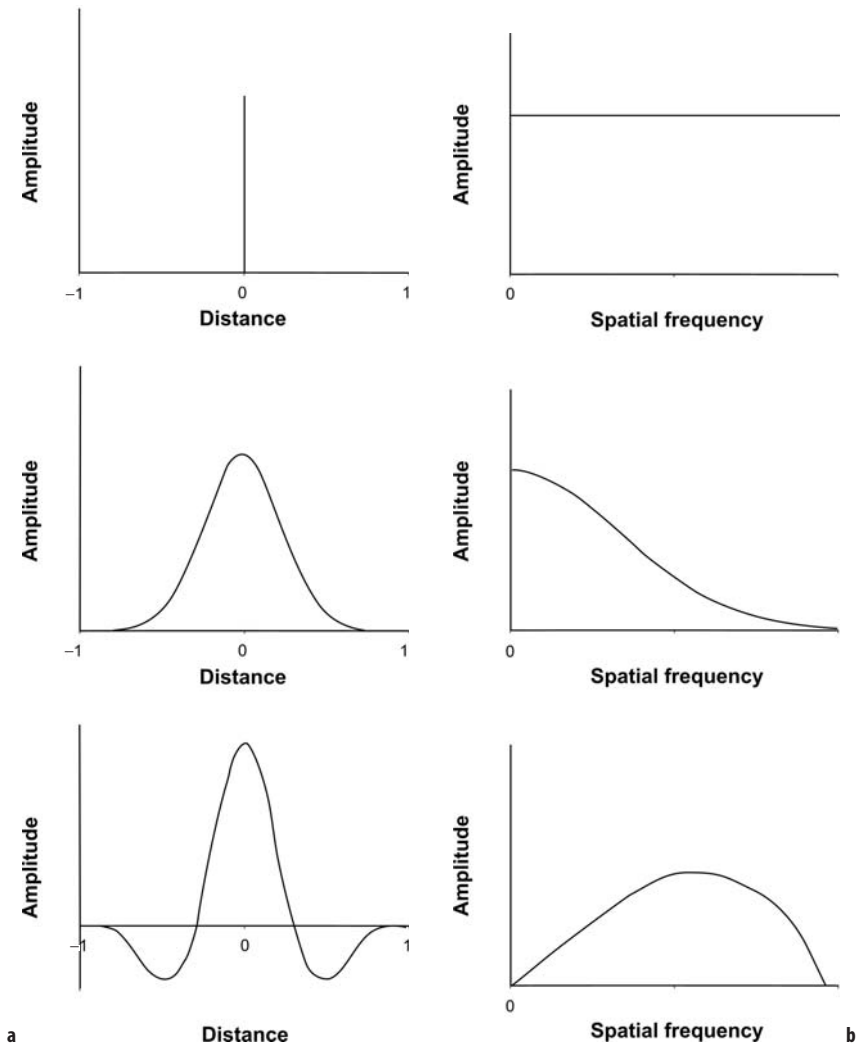 Amplitude
−1
0
1
Distance
Amplitude
0
Spatial frequency
Amplitude
−1
0
1
Distance
Amplitude
0
Spatial frequency
Amplitude
−1
0
1
a
Distance
Amplitude
0
Spatial frequency
b